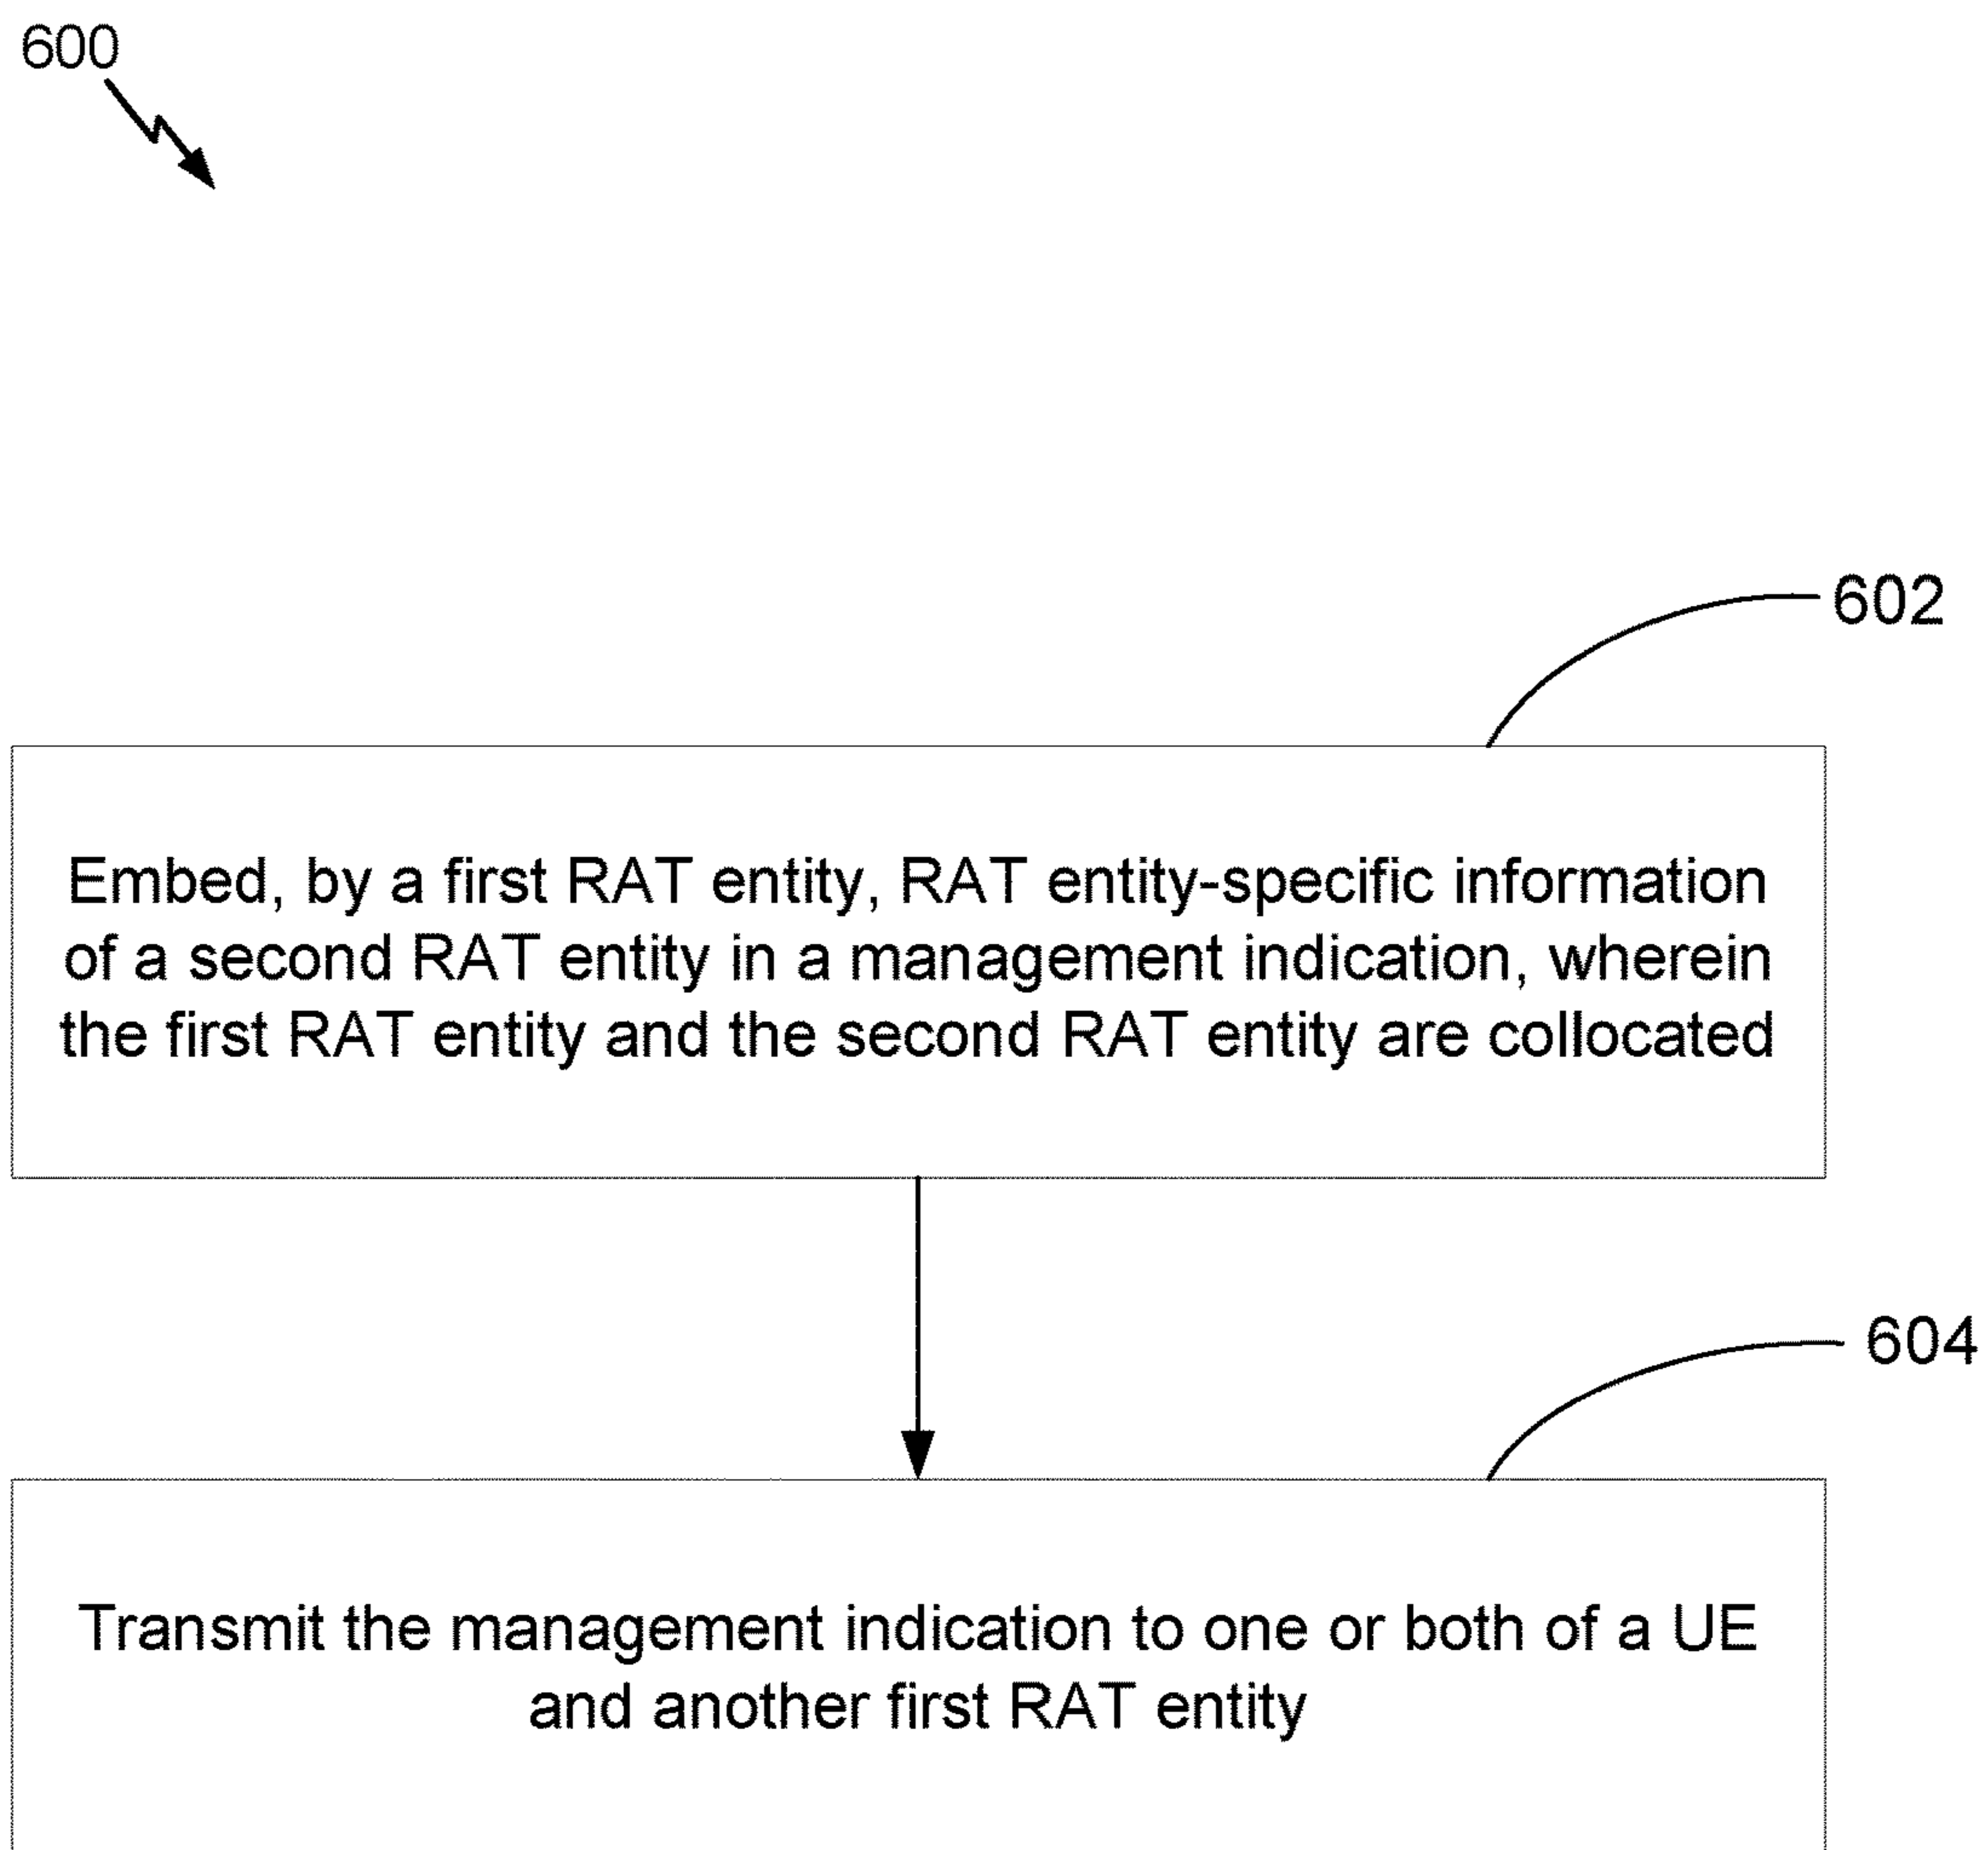 600
602
Embed, by a first RAT entity, RAT entity-specific information
of a second RAT entity in a management indication, wherein
the first RAT entity and the second RAT entity are collocated
604
Transmit the management indication to one or both of a UE
and another first RAT entity